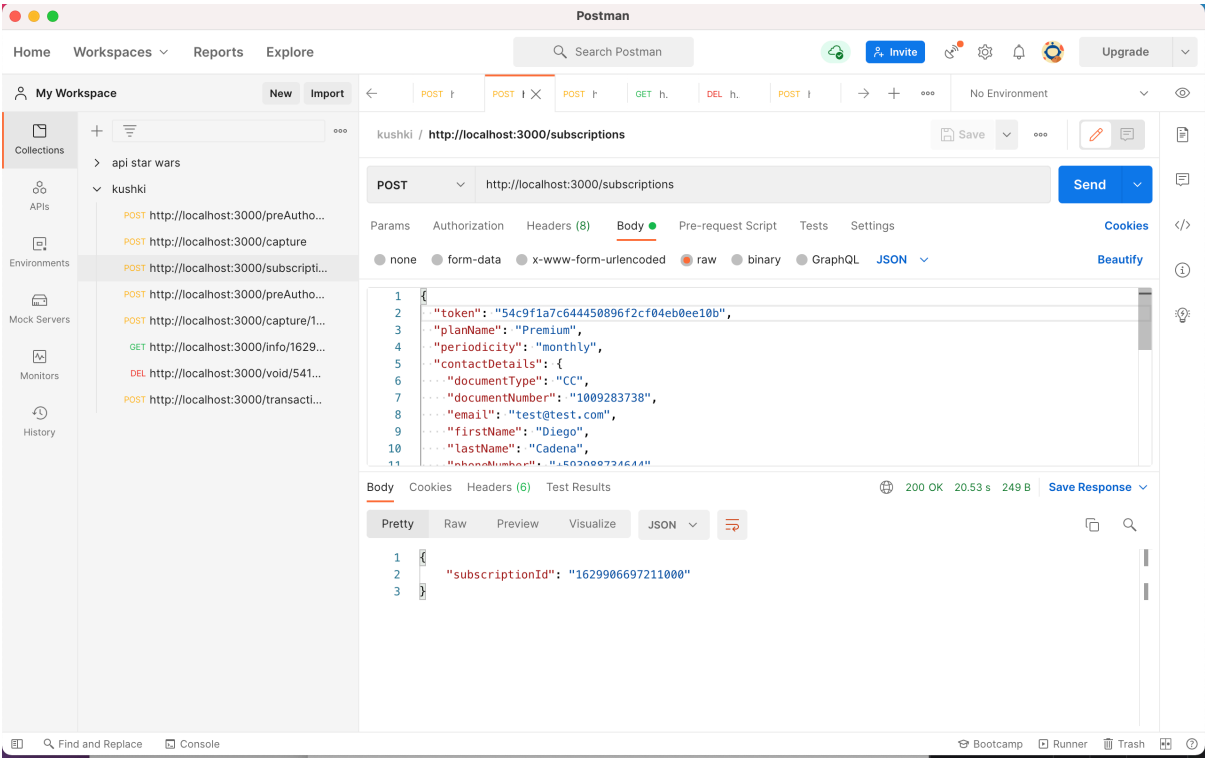 Postman
Home Workspaces Reports Explore Search Postman Invite Upgrade
My Workspace New Import POST POST POST GET h. DEL h. POST No Environment
Collections
APIs
Environments
Mock Servers
Monitors
History
api star wars
kushki
POST http://localhost:3000/preAutho...
POST http://localhost:3000/capture
POST http://localhost:3000/subscripti...
POST http://localhost:3000/preAutho...
POST http://localhost:3000/capture/1...
GET http://localhost:3000/info/1629...
DEL http://localhost:3000/void/541...
POST http://localhost:3000/transacti...
kushki / http://localhost:3000/subscriptions Save
POST http://localhost:3000/subscriptions Send
Params Authorization Headers (8) Body Pre-request Script Tests Settings Cookies
none form-data x-www-form-urlencoded raw binary GraphQL JSON Beautify
1 {
2 "token": "54c9f1a7c644450896f2cf04eb0ee10b",
3 "planName": "Premium",
4 "periodicity": "monthly",
5 "contactDetails": {
6 "documentType": "CC",
7 "documentNumber": "1009283738",
8 "email": "test@test.com",
9 "firstName": "Diego",
10 "lastName": "Cadena",
11 "phoneNumber": "+593988734644"
Body Cookies Headers (6) Test Results 200 OK 20.53 s 249 B Save Response
Pretty Raw Preview Visualize JSON
1 {
2 "subscriptionId": "1629906697211000"
3 }
Find and Replace Console Bootcamp Runner Trash